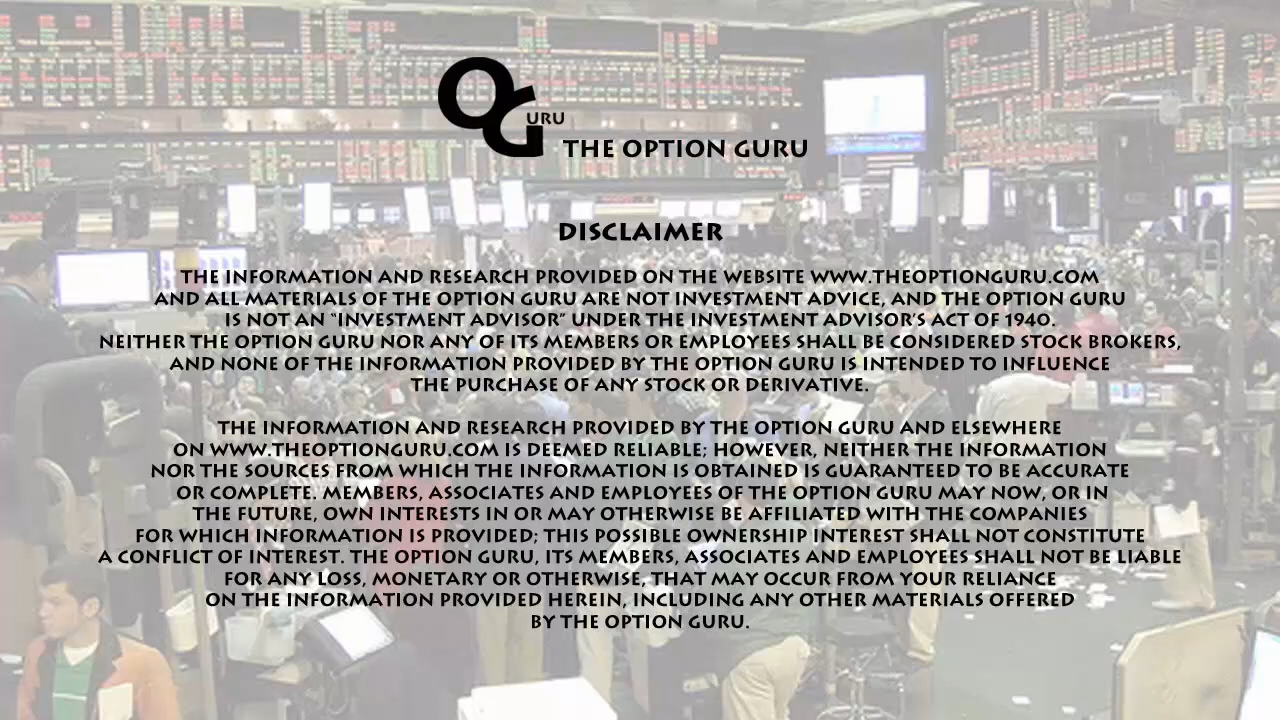 OG
URU
THE OPTION GURU
DISCLAIMER
THE INFORMATION AND RESEARCH PROVIDED ON THE WEBSITE WWW.THEOPTIONGURU.COM
AND ALL MATERIALS OF THE OPTION GURU ARE NOT INVESTMENT ADVICE, AND THE OPTION GURU
IS NOT AN “INVESTMENT ADVISOR” UNDER THE INVESTMENT ADVISOR’S ACT OF 1940.
NEITHER THE OPTION GURU NOR ANY OF ITS MEMBERS OR EMPLOYEES SHALL BE CONSIDERED STOCK BROKERS,
AND NONE OF THE INFORMATION PROVIDED BY THE OPTION GURU IS INTENDED TO INFLUENCE
THE PURCHASE OF ANY STOCK OR DERIVATIVE.
THE INFORMATION AND RESEARCH PROVIDED BY THE OPTION GURU AND ELSEWHERE
ON WWW.THEOPTIONGURU.COM IS DEEMED RELIABLE; HOWEVER, NEITHER THE INFORMATION
NOR THE SOURCES FROM WHICH THE INFORMATION IS OBTAINED IS GUARANTEED TO BE ACCURATE
OR COMPLETE. MEMBERS, ASSOCIATES AND EMPLOYEES OF THE OPTION GURU MAY NOW, OR IN
THE FUTURE, OWN INTERESTS IN OR MAY OTHERWISE BE AFFILIATED WITH THE COMPANIES
FOR WHICH INFORMATION IS PROVIDED; THIS POSSIBLE OWNERSHIP INTEREST SHALL NOT CONSTITUTE
A CONFLICT OF INTEREST. THE OPTION GURU, ITS MEMBERS, ASSOCIATES AND EMPLOYEES SHALL NOT BE LIABLE
FOR ANY LOSS, MONETARY OR OTHERWISE, THAT MAY OCCUR FROM YOUR RELIANCE
ON THE INFORMATION PROVIDED HEREIN, INCLUDING ANY OTHER MATERIALS OFFERED
BY THE OPTION GURU.